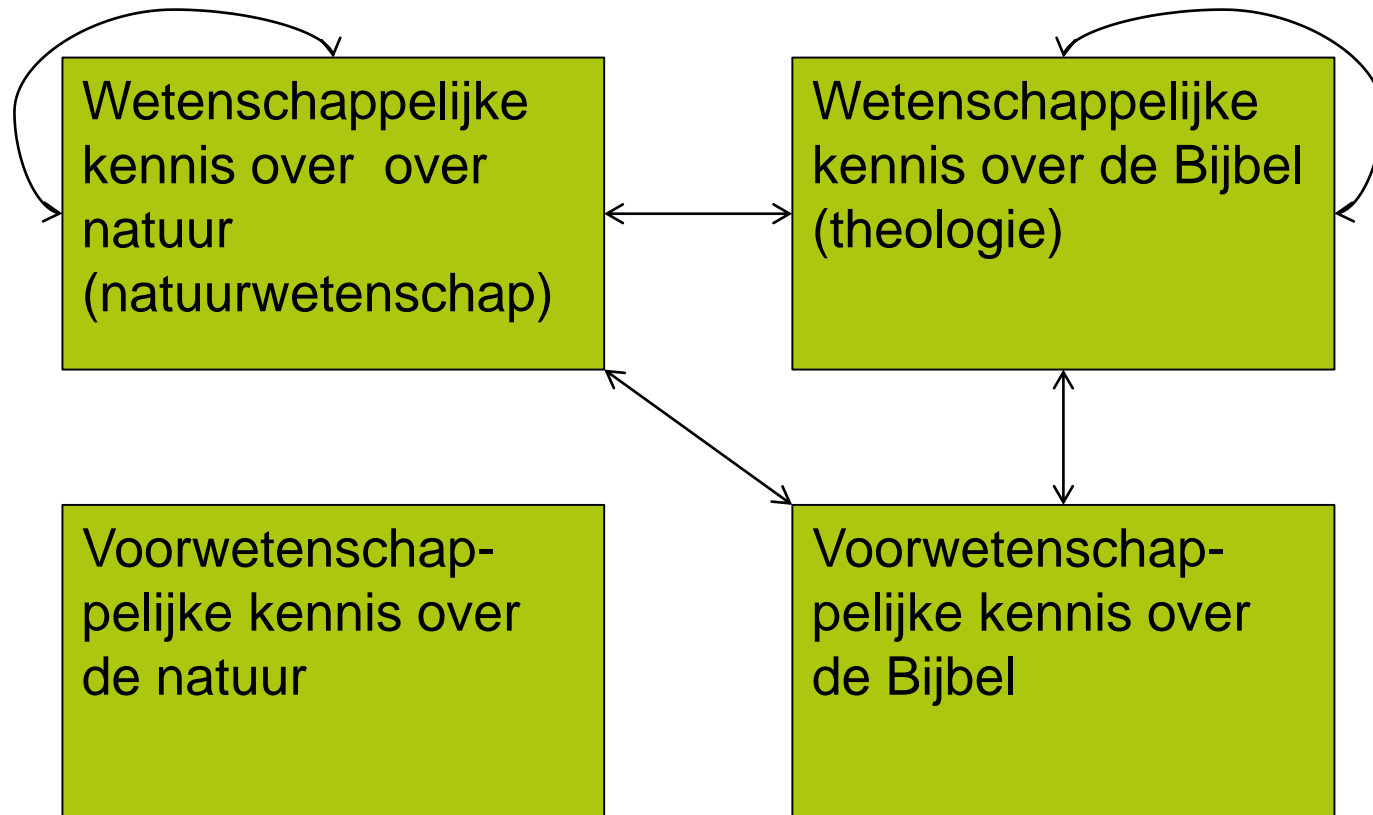 Wetenschappelijke
kennis over  over
natuur
(natuurwetenschap)
Wetenschappelijke
kennis over de Bijbel
(theologie)
Voorwetenschap-
pelijke kennis over
de natuur
Voorwetenschap-
pelijke kennis over
de Bijbel